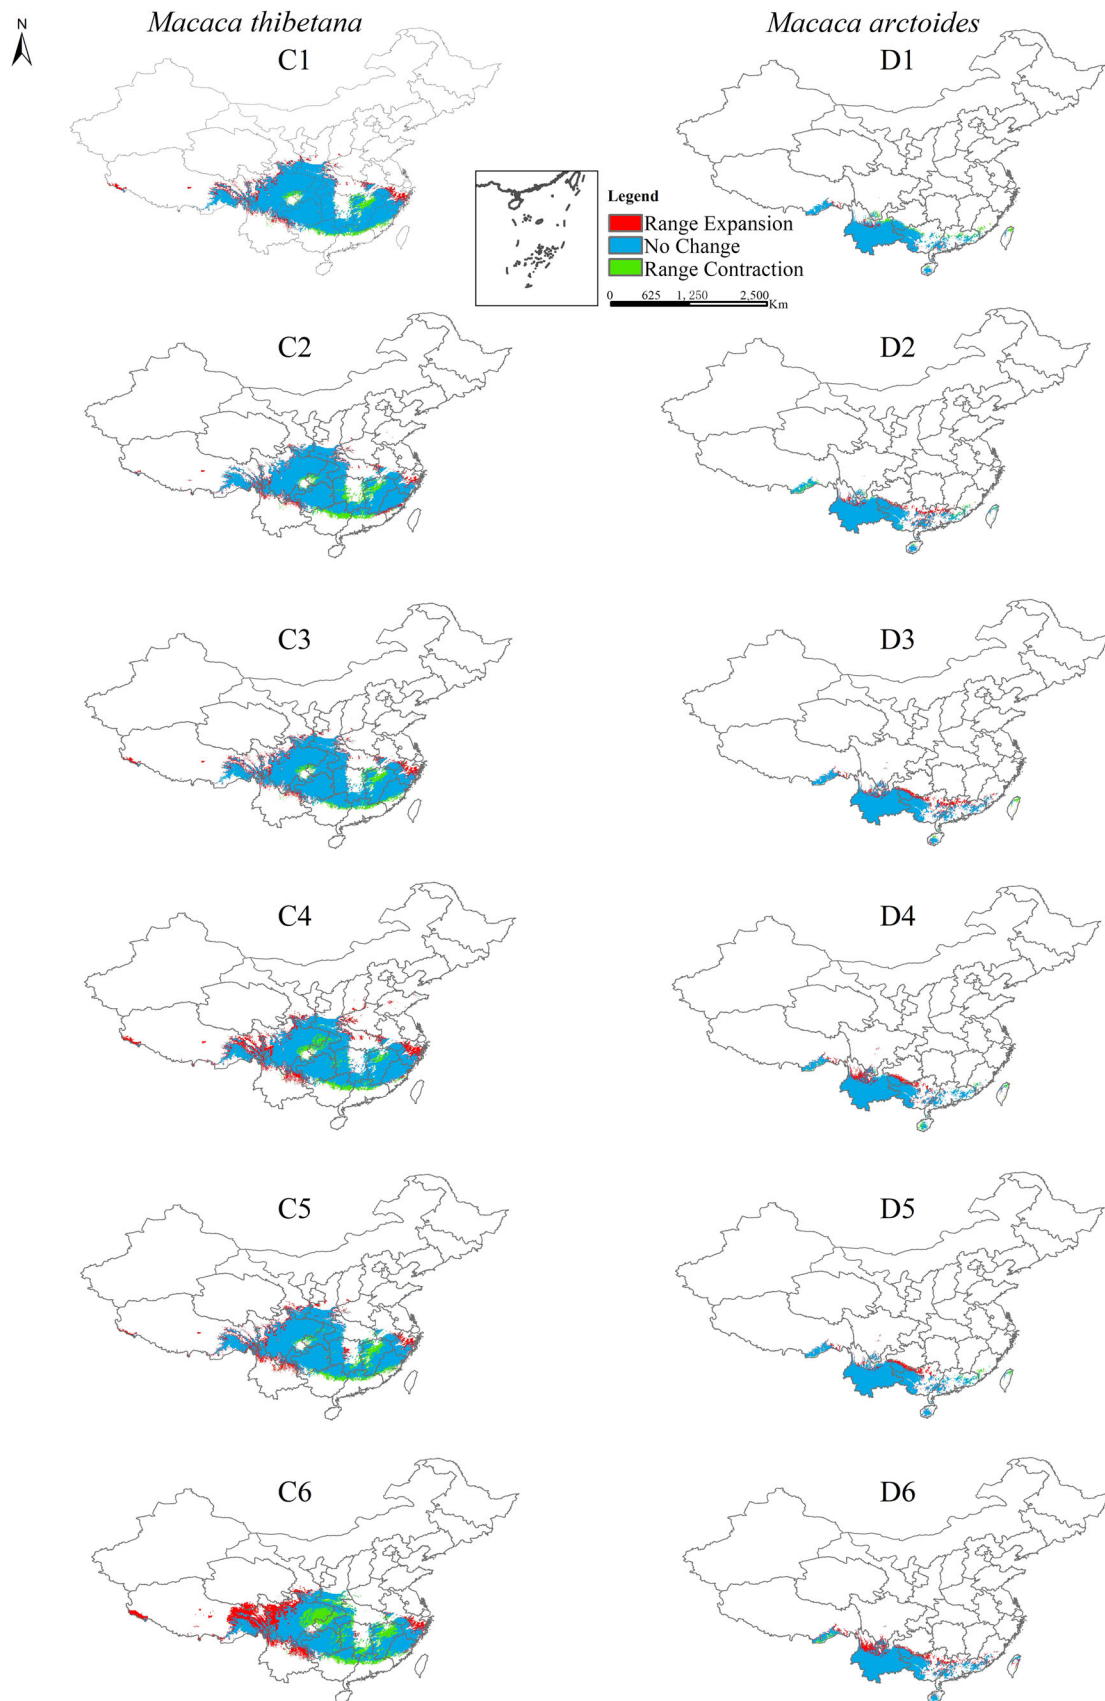 N
Macaca thibetana
Macaca arctoides
C1
D1
Legend
Range Expansion
No Change
Range Contraction
0 625 1,250 2,500
Km
C2
D2
C3
D3
C4
D4
C5
D5
C6
D6